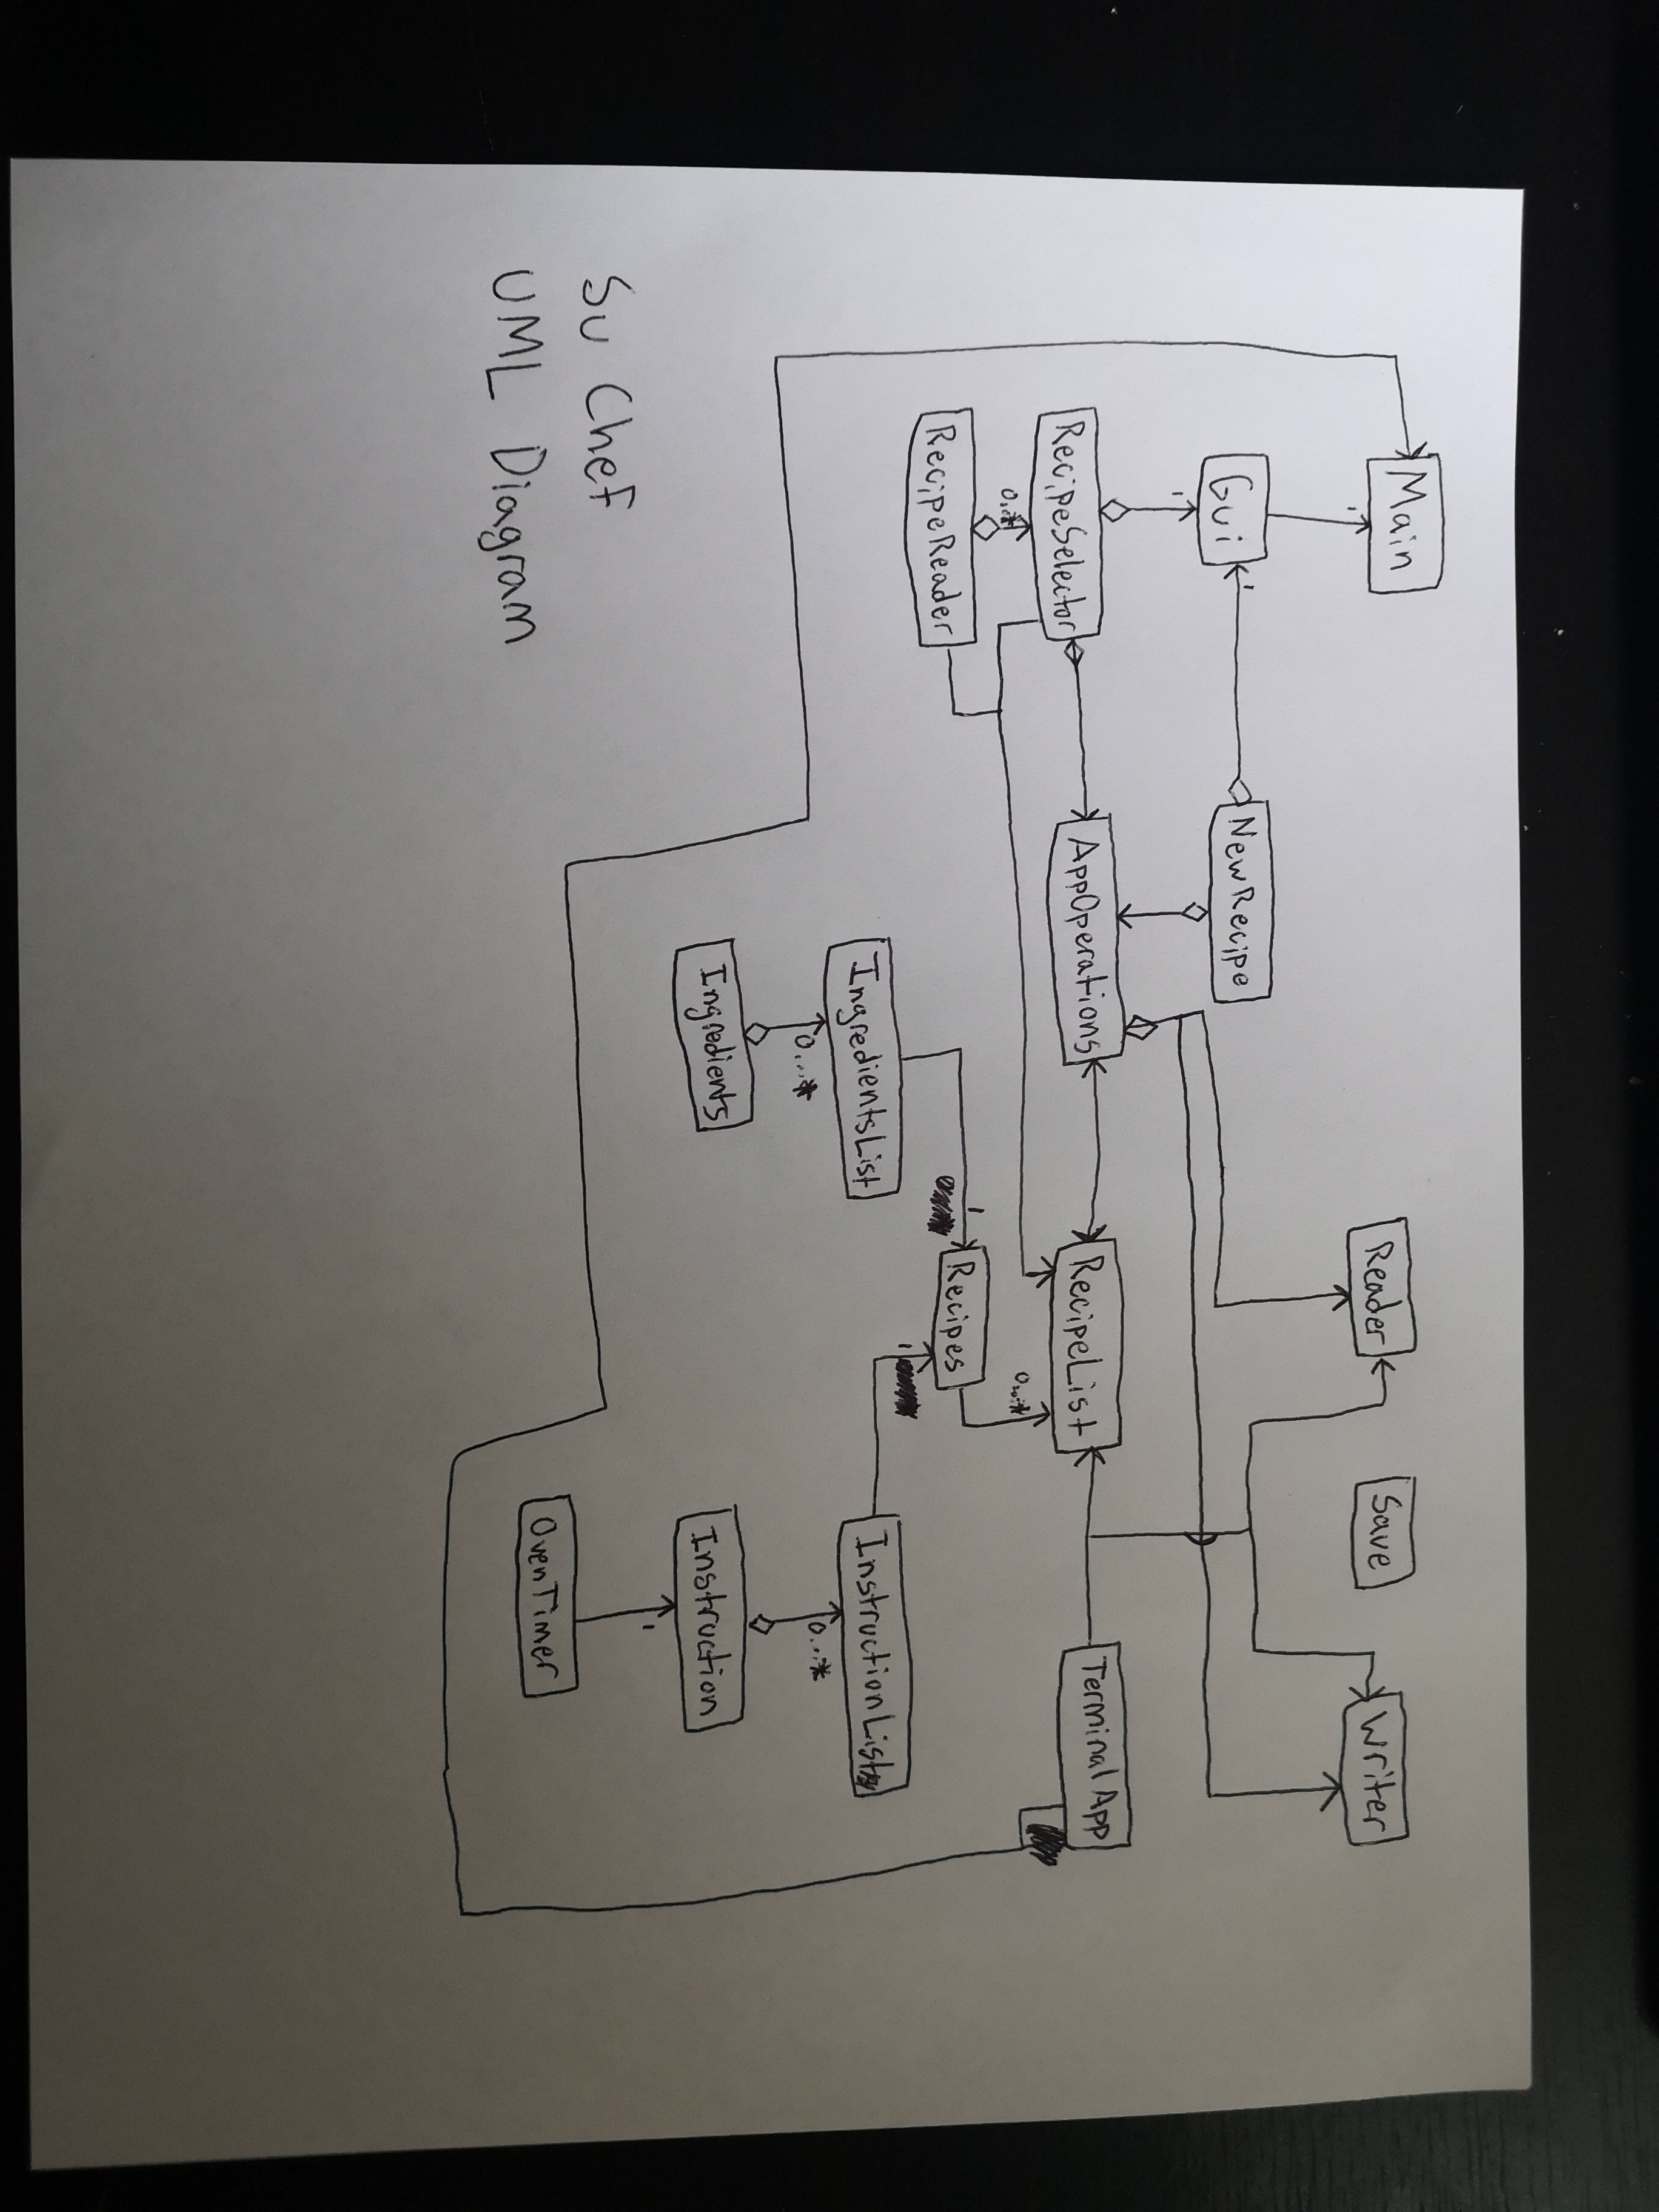 Main
Reader
Save
Writer
Gui
1
1
1
NewRecipe
RecipeSelector
AppOperations
RecipeList
TerminalApp
0..*
0..*
RecipeReader
Recipes
1
1
IngredientsList
InstructionList
0...*
0...*
Ingredients
Instruction
1
OvenTimer
Su Chef
UML Diagram